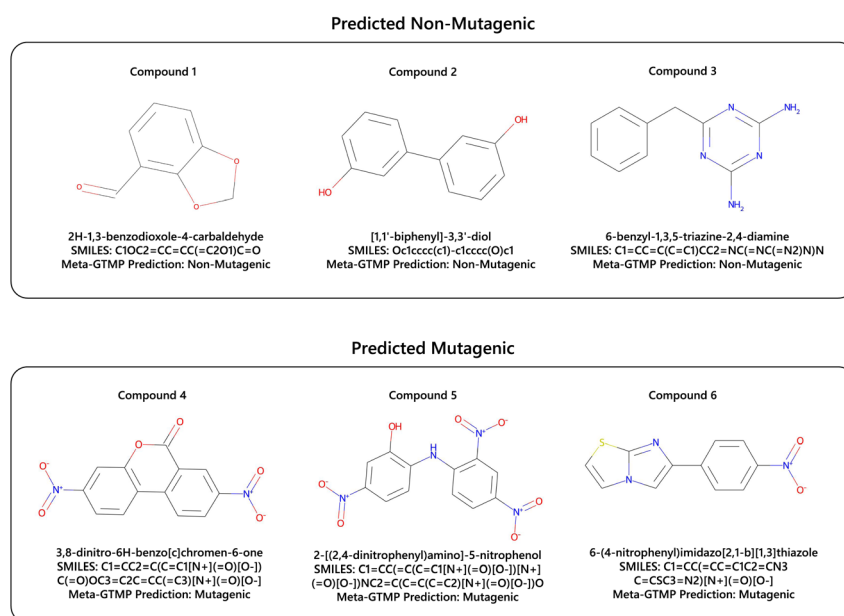 Predicted Non-Mutagenic
Compound 1
O
O
O
2H-1,3-benzodioxole-4-carbaldehyde
SMILES: C1OC2=CC=CC(=C2O1)C=O
Meta-GTMP Prediction: Non-Mutagenic
Compound 2
OH
HO
[1,1'-biphenyl]-3,3'-diol
SMILES: Oc1cccc(c1)-c1cccc(O)c1
Meta-GTMP Prediction: Non-Mutagenic
Compound 3
N
NH₂
N
N
NH₂
6-benzyl-1,3,5-triazine-2,4-diamine
SMILES: C1=CC=C(C=C1)CC2=NC(=NC(=N2)N)N
Meta-GTMP Prediction: Non-Mutagenic
Predicted Mutagenic
Compound 4
O
O
O⁻
N⁺
O
O
N⁺
O⁻
3,8-dinitro-6H-benzo[c]chromen-6-one
SMILES: C1=CC2=C(C=C1[N+](=O)[O-])
C(=O)OC3=C2C=CC(=C3)[N+](=O)[O-]
Meta-GTMP Prediction: Mutagenic
Compound 5
O⁻
OH
N⁺
O
H
N
O⁻
N⁺
O
O
N⁺
O⁻
2-[(2,4-dinitrophenyl)amino]-5-nitrophenol
SMILES: C1=CC(=C(C=C1[N+](=O)[O-])[N+]
(=O)[O-])NC2=C(C=C(C=C2)[N+](=O)[O-])O
Meta-GTMP Prediction: Mutagenic
Compound 6
S
N
N
O
N⁺
O⁻
6-(4-nitrophenyl)imidazo[2,1-b][1,3]thiazole
SMILES: C1=CC(=CC=C1C2=CN3
C=CSC3=N2)[N+](=O)[O-]
Meta-GTMP Prediction: Mutagenic